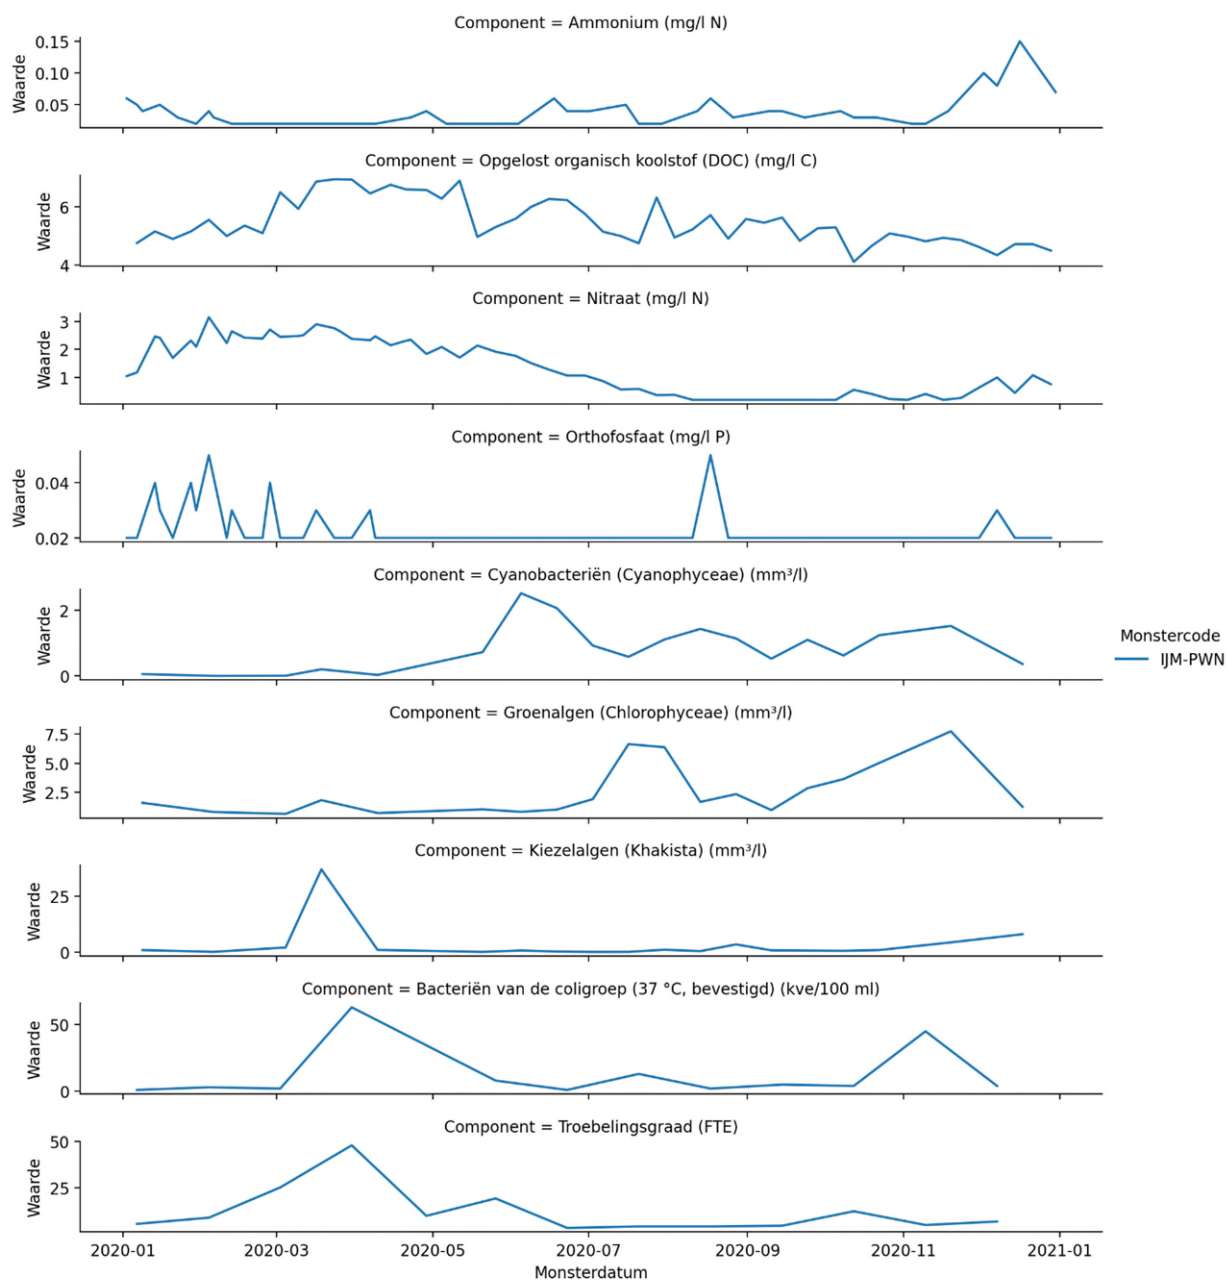 Component = Ammonium (mg/l N)
Waarde
0.15
0.10
0.05
Component = Opgelost organisch koolstof (DOC) (mg/l C)
Waarde
6
4
Component = Nitraat (mg/l N)
Waarde
3
2
1
Component = Orthofosfaat (mg/l P)
Waarde
0.04
0.02
Component = Cyanobacteriën (Cyanophyceae) (mm³/l)
Waarde
2
0
Monstercode
IJM-PWN
Component = Groenalgen (Chlorophyceae) (mm³/l)
Waarde
7.5
5.0
2.5
Component = Kiezelalgen (Khakista) (mm³/l)
Waarde
25
0
Component = Bacteriën van de coligroep (37 °C, bevestigd) (kve/100 ml)
Waarde
50
0
Component = Troebelingsgraad (FTE)
Waarde
50
25
2020-01 2020-03 2020-05 2020-07 2020-09 2020-11 2021-01
Monsterdatum